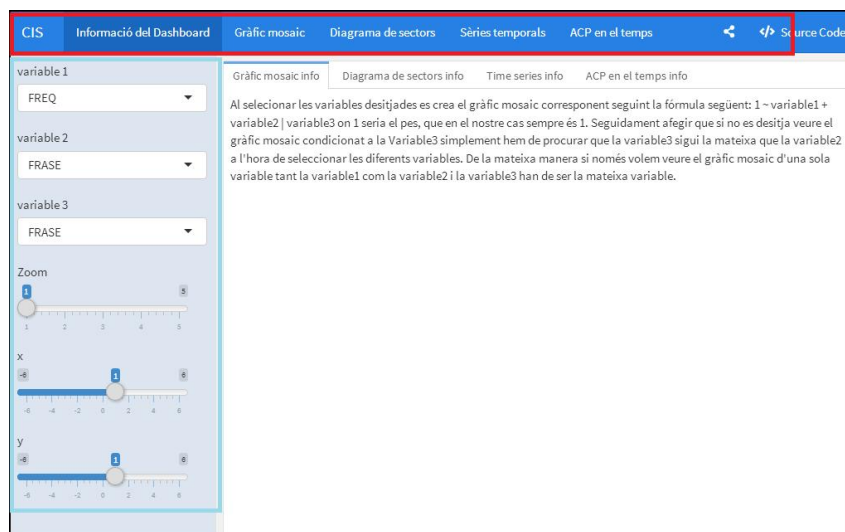 CIS Informació del Dashboard Gràfic mosaic Diagrama de sectors Sèries temporals ACP en el temps Source Code
variable 1
FREQ
variable 2
FRASE
variable 3
FRASE
Zoom
1 5
1 2 3 4 5
x
-6 1 6
-6 -4 -2 0 2 4 6
y
-6 1 6
-6 -4 -2 0 2 4 6
Gràfic mosaic info Diagrama de sectors info Time series info ACP en el temps info
Al selecionar les variables desitjades es crea el gràfic mosaic corresponent seguint la fórmula següent: 1 ~ variable1 +
variable2 | variable3 on 1 seria el pes, que en el nostre cas sempre és 1. Seguidament afegir que si no es desitja veure el
gràfic mosaic condicionat a la Variable3 simplement hem de procurar que la variable3 sigui la mateixa que la variable2
a l'hora de seleccionar les diferents variables. De la mateixa manera si només volem veure el gràfic mosaic d'una sola
variable tant la variable1 com la variable2 i la variable3 han de ser la mateixa variable.